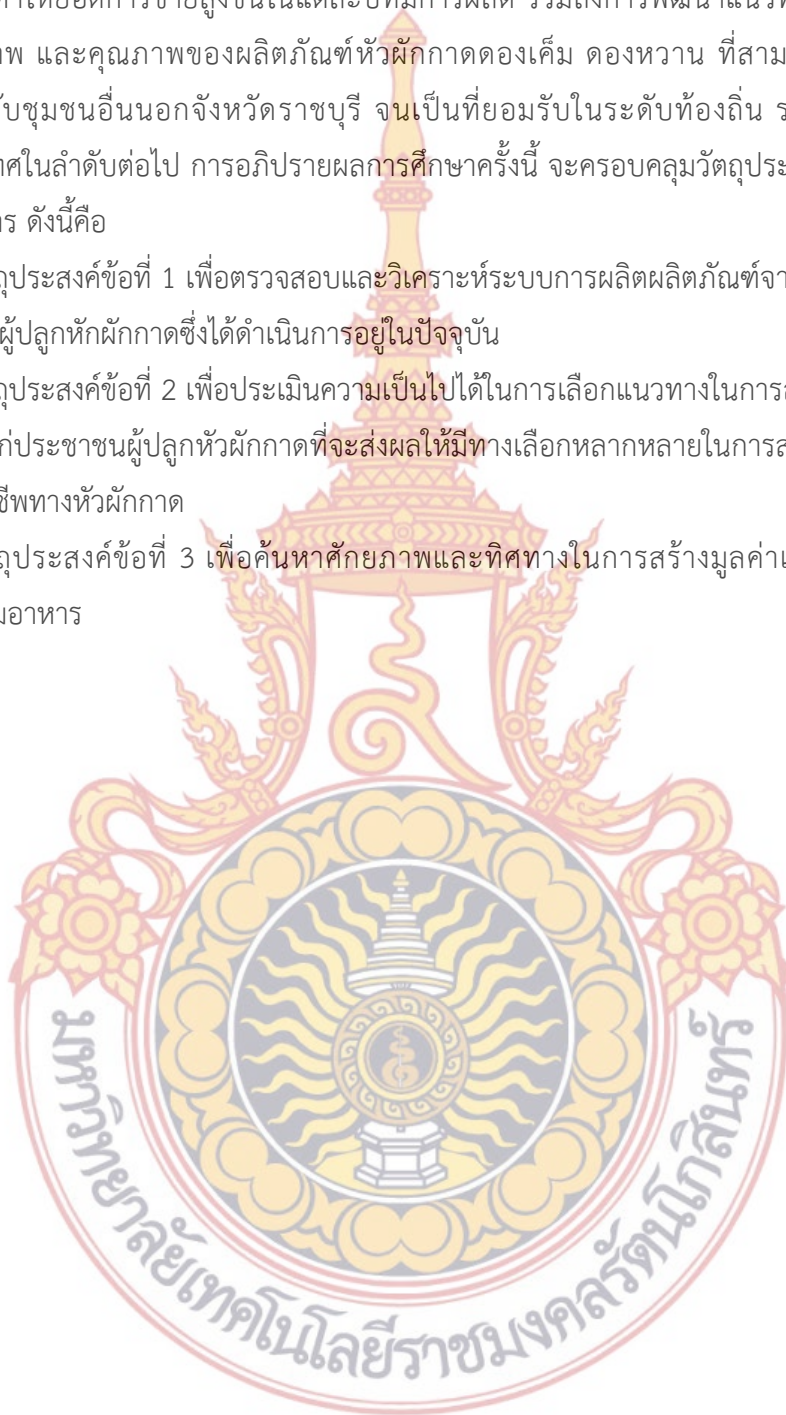 ให้ยอดการขายสูงขึ้นในแต่ละปีที่มีการผลิต รวมถึงการพัฒนาแนว
และคุณภาพของผลิตภัณฑ์หัวผักกาดดองเค็ม ดองหวาน ที่สาม
ชุมชนอื่นนอกจังหวัดราชบุรี จนเป็นที่ยอมรับในระดับท้องถิ่น
ในลำดับต่อไป การอภิปรายผลการศึกษาครั้งนี้ จะครอบคลุมวัตถุประ
ดังนี้คือ
ถุประสงค์ข้อที่ 1 เพื่อตรวจสอบและวิเคราะห์ระบบการผลิตผลิตภัณฑ์จา
ผู้ปลูกหักผักกาดซึ่งได้ดำเนินการอยู่ในปัจจุบัน
ถุประสงค์ข้อที่ 2 เพื่อประเมินความเป็นไปได้ในการเลือกแนวทางในการ
ประชาชนผู้ปลูกหัวผักกาดที่จะส่งผลให้มีทางเลือกหลากหลายในการ
ชีพทางหัวผักกาด
ถุประสงค์ข้อที่ 3 เพื่อค้นหาศักยภาพและทิศทางในการสร้างมูลค่า
มอาหาร
มหาวิทยาลัยเทคโนโลยีราชมงคลรัตนโกสินทร์